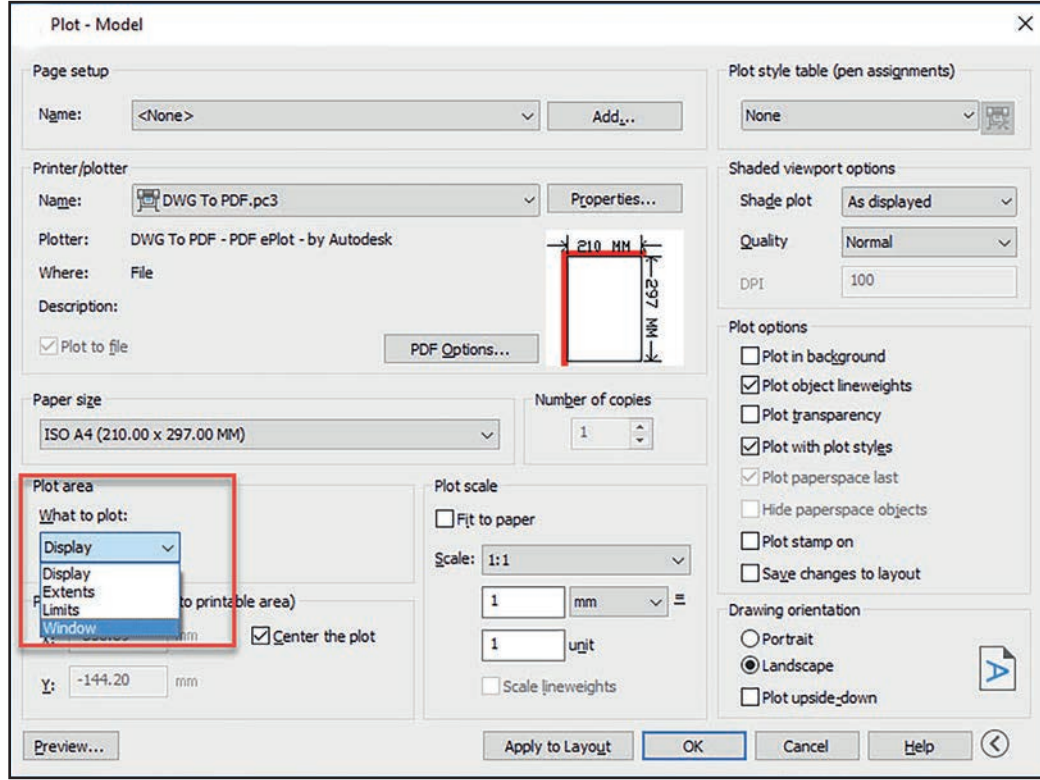 Plot - Model
Page setup
Name: <None> Add...
Printer/plotter
Name: DWG To PDF.pc3 Properties...
Plotter: DWG To PDF - PDF ePlot - by Autodesk
Where: File
Description:
Plot to file PDF Options...
210 MM
297 MM
Paper size
ISO A4 (210.00 x 297.00 MM)
Number of copies
1
Plot area
What to plot:
Display
Display
Extents
Limits
Window
to printable area)
mm
Center the plot
Y: -144.20 mm
Plot scale
Fit to paper
Scale: 1:1
1 mm =
1 unit
Scale lineweights
Plot style table (pen assignments)
None
Shaded viewport options
Shade plot As displayed
Quality Normal
DPI 100
Plot options
Plot in background
Plot object lineweights
Plot transparency
Plot with plot styles
Plot paperspace last
Hide paperspace objects
Plot stamp on
Save changes to layout
Drawing orientation
Portrait
Landscape
Plot upside-down
A
Preview... Apply to Layout OK Cancel Help